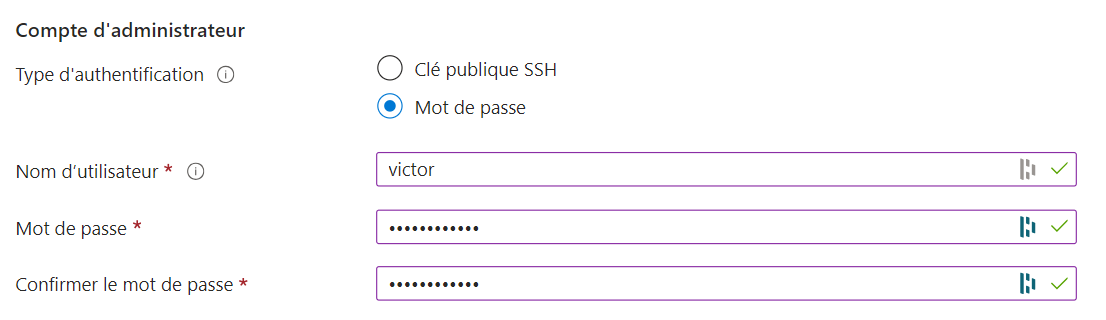 Compte d'administrateur
Type d'authentification
Clé publique SSH
Mot de passe
Nom d’utilisateur *
victor
Mot de passe *
••••••••••••
Confirmer le mot de passe *
••••••••••••